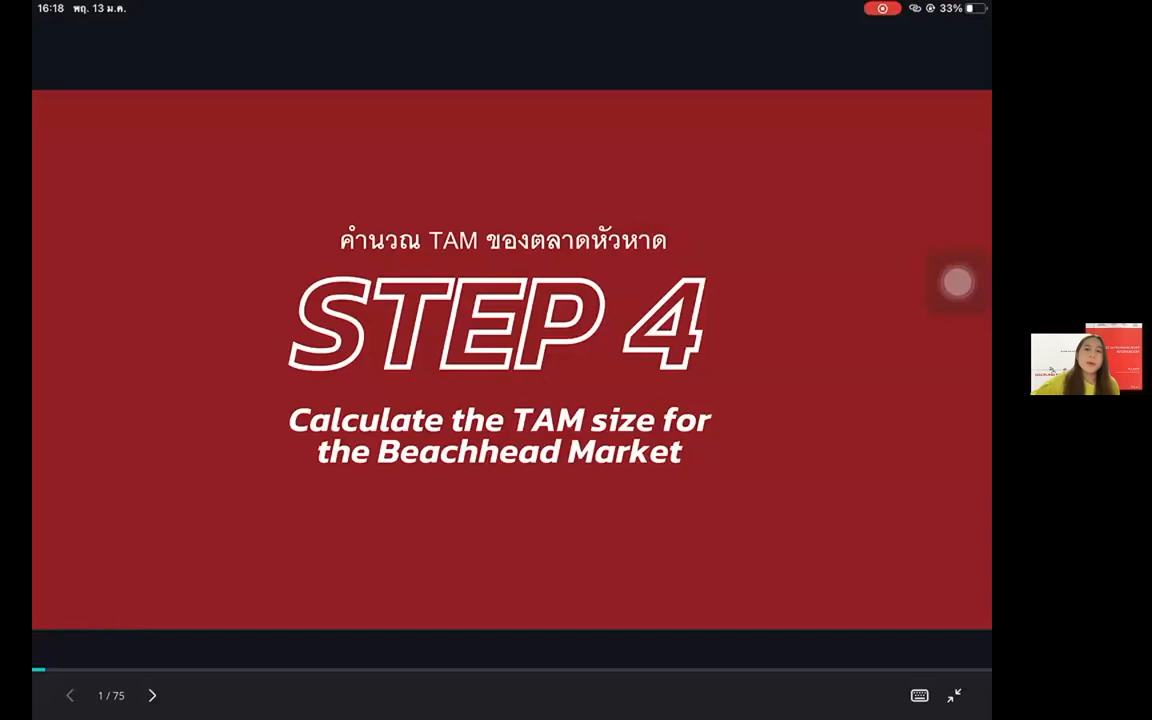 16:18 พฤ. 13 ม.ค.
33%
คำนวณ TAM ของตลาดหัวหาด
STEP 4
Calculate the TAM size for
the Beachhead Market
1 / 75